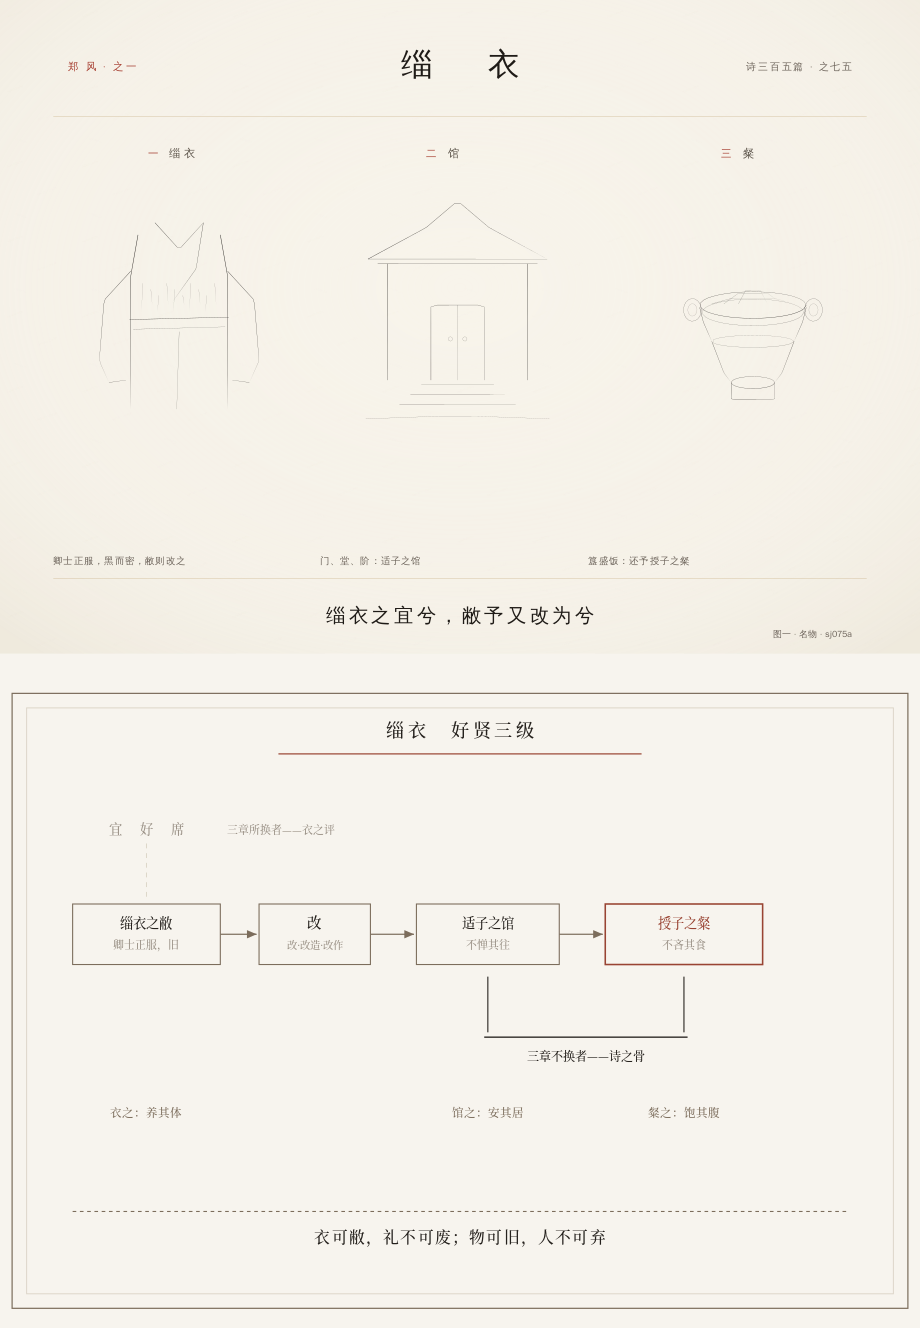 郑 风 · 之一
缁 衣
诗三百五篇 · 之七五
一 缁衣
二 馆
三 粲
卿士正服，黑而密，敝则改之
门、堂、阶：适子之馆
簋盛饭：还予授子之粲
缁衣之宜兮，敝予又改为兮
图一 · 名物 · sj075a
缁衣 好贤三级
宜 好 席 三章所换者——衣之评
缁衣之敝
卿士正服，旧
改
改·改造·改作
适子之馆
不惮其往
授子之粲
不吝其食
三章不换者——诗之骨
衣之：养其体
馆之：安其居
粲之：饱其腹
衣可敝，礼不可废；物可旧，人不可弃